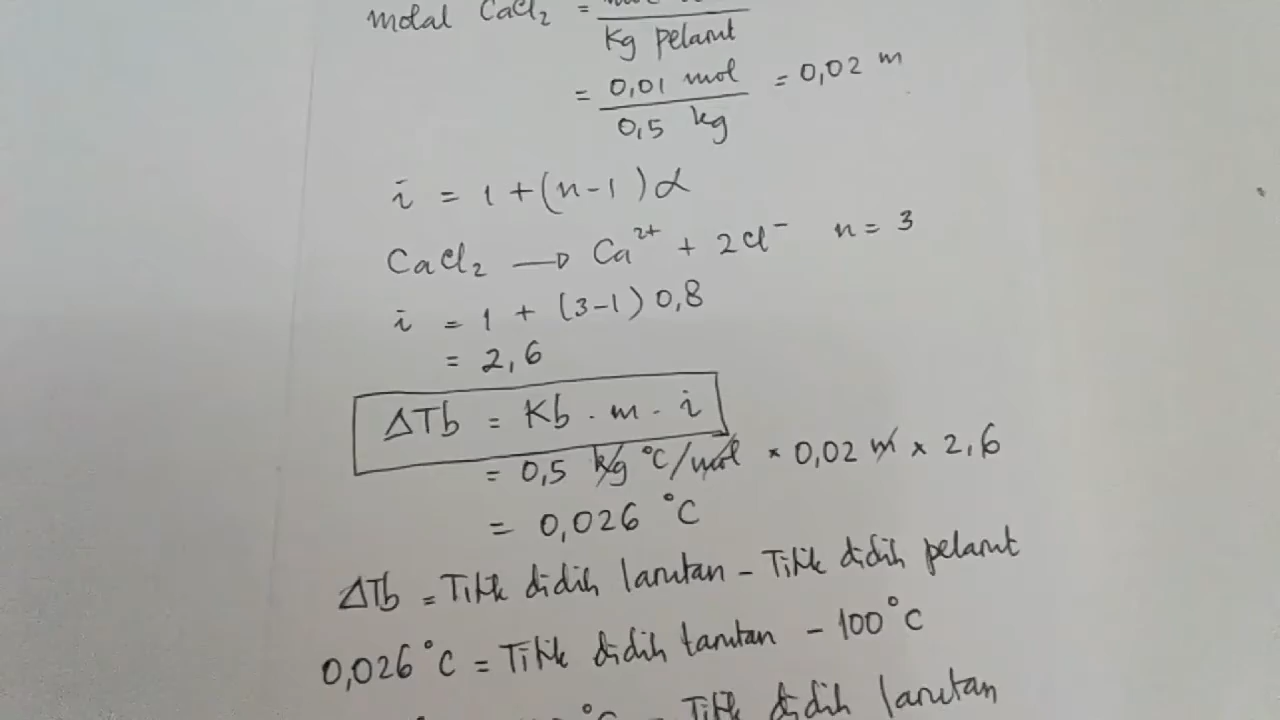 molal CaCl₂ =
Kg pelarut
= 0,01 mol / 0,5 kg = 0,02 m
i = 1 + (n-1)α
CaCl₂ → Ca²⁺ + 2Cl⁻ n = 3
i = 1 + (3-1) 0,8
= 2,6
ΔTb = Kb . m . i
= 0,5 kg °C/mol × 0,02 m × 2,6
= 0,026 °C
ΔTb = Titik didih larutan - Titik didih pelarut
0,026 °C = Titik didih larutan - 100 °C
Titik didih larutan